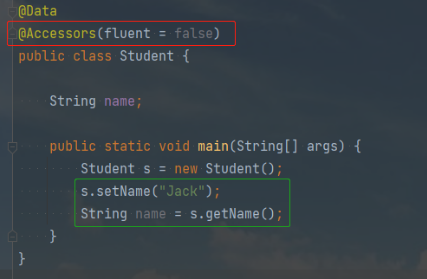 @Data
@Accessors(fluent = false)
public class Student {
String name;
public static void main(String[] args) {
Student s = new Student();
s.setName("Jack");
String name = s.getName();
}
}